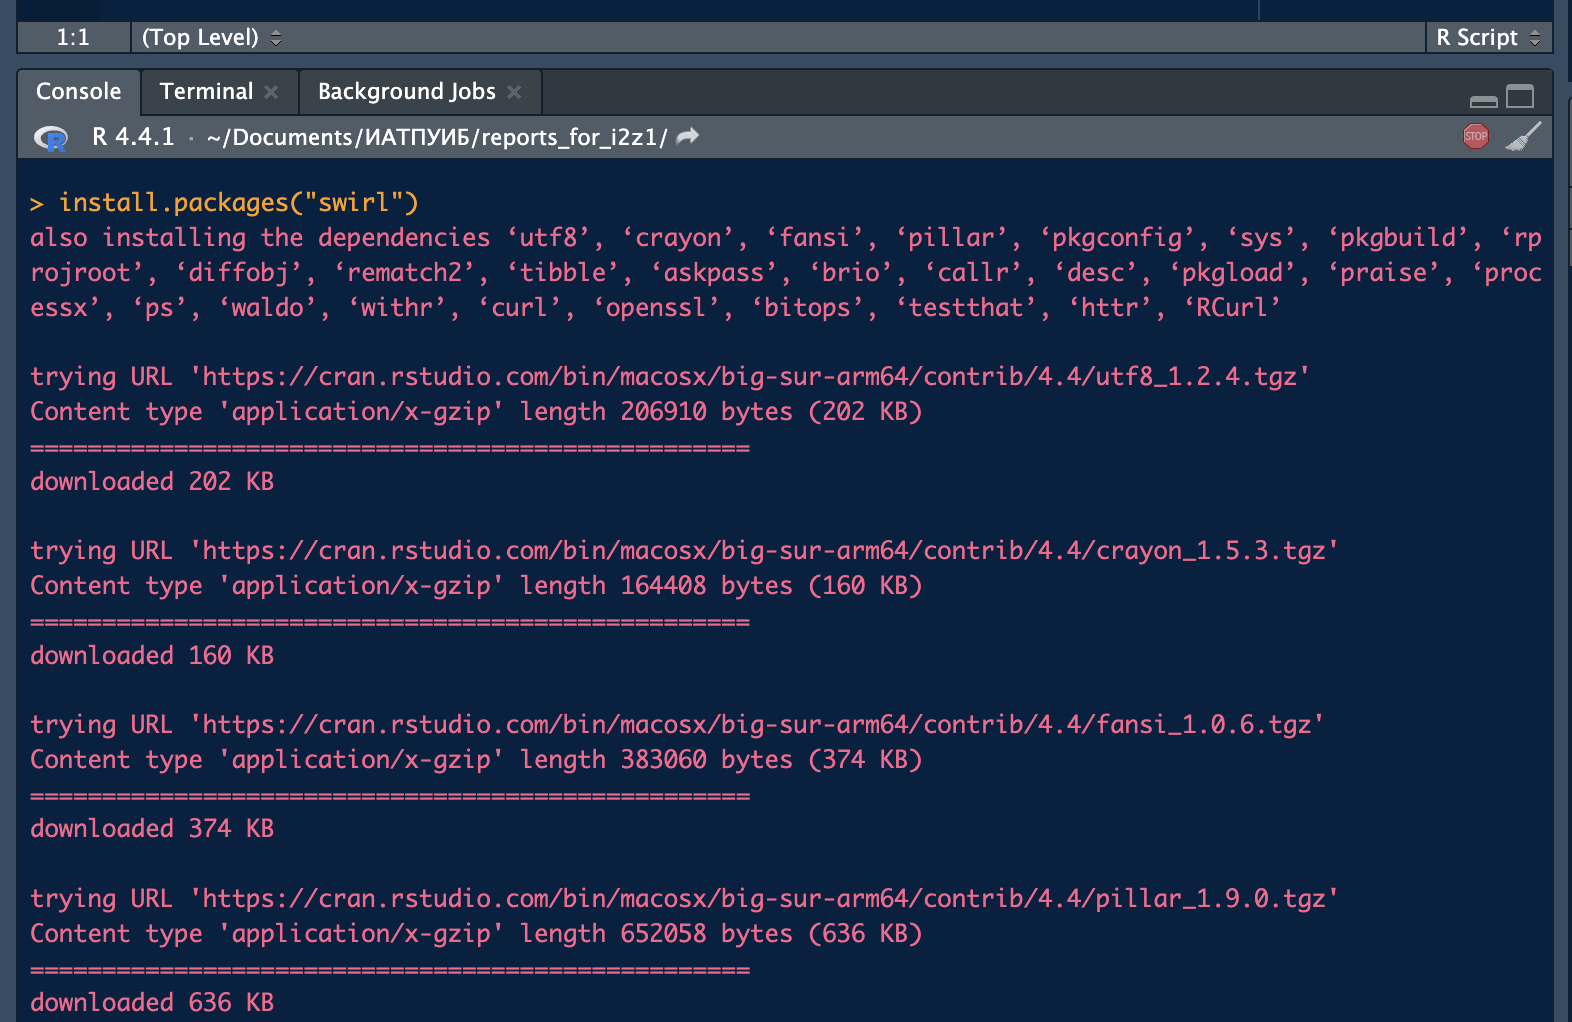 1:1 (Top Level) R Script
Console Terminal Background Jobs
R 4.4.1 · ~/Documents/ИАТПУИБ/reports_for_i2z1/
STOP
> install.packages("swirl")
also installing the dependencies ‘utf8’, ‘crayon’, ‘fansi’, ‘pillar’, ‘pkgconfig’, ‘sys’, ‘pkgbuild’, ‘rp
rojroot’, ‘diffobj’, ‘rematch2’, ‘tibble’, ‘askpass’, ‘brio’, ‘callr’, ‘desc’, ‘pkgload’, ‘praise’, ‘proc
essx’, ‘ps’, ‘waldo’, ‘withr’, ‘curl’, ‘openssl’, ‘bitops’, ‘testthat’, ‘httr’, ‘RCurl’
trying URL 'https://cran.rstudio.com/bin/macosx/big-sur-arm64/contrib/4.4/utf8_1.2.4.tgz'
Content type 'application/x-gzip' length 206910 bytes (202 KB)
==================================================
downloaded 202 KB
trying URL 'https://cran.rstudio.com/bin/macosx/big-sur-arm64/contrib/4.4/crayon_1.5.3.tgz'
Content type 'application/x-gzip' length 164408 bytes (160 KB)
==================================================
downloaded 160 KB
trying URL 'https://cran.rstudio.com/bin/macosx/big-sur-arm64/contrib/4.4/fansi_1.0.6.tgz'
Content type 'application/x-gzip' length 383060 bytes (374 KB)
==================================================
downloaded 374 KB
trying URL 'https://cran.rstudio.com/bin/macosx/big-sur-arm64/contrib/4.4/pillar_1.9.0.tgz'
Content type 'application/x-gzip' length 652058 bytes (636 KB)
==================================================
downloaded 636 KB